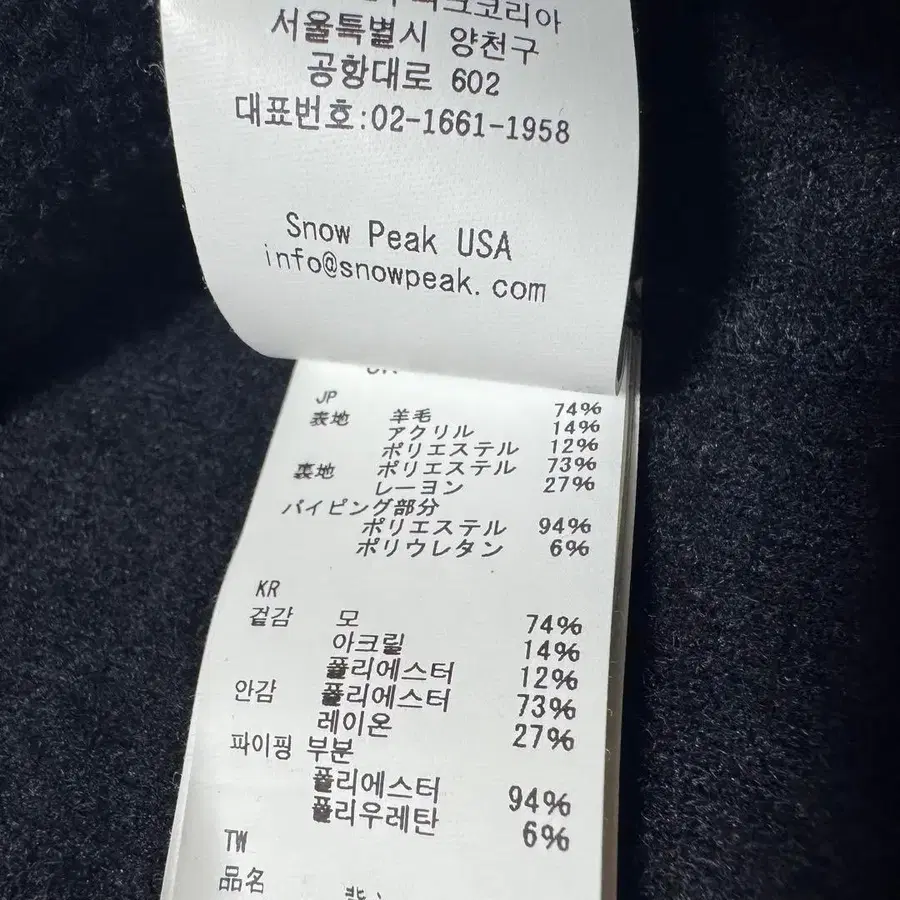 코리아
서울특별시 양천구
공항대로 602
대표번호:02-1661-1958
Snow Peak USA
info@snowpeak.com
JP
表地 羊毛 74%
アクリル 14%
ポリエステル 12%
裏地 ポリエステル 73%
レーヨン 27%
パイピング部分
ポリエステル 94%
ポリウレタン 6%
KR
겉감 모 74%
아크릴 14%
폴리에스터 12%
안감 폴리에스터 73%
레이온 27%
파이핑 부분
폴리에스터 94%
폴리우레탄 6%
TW
品名